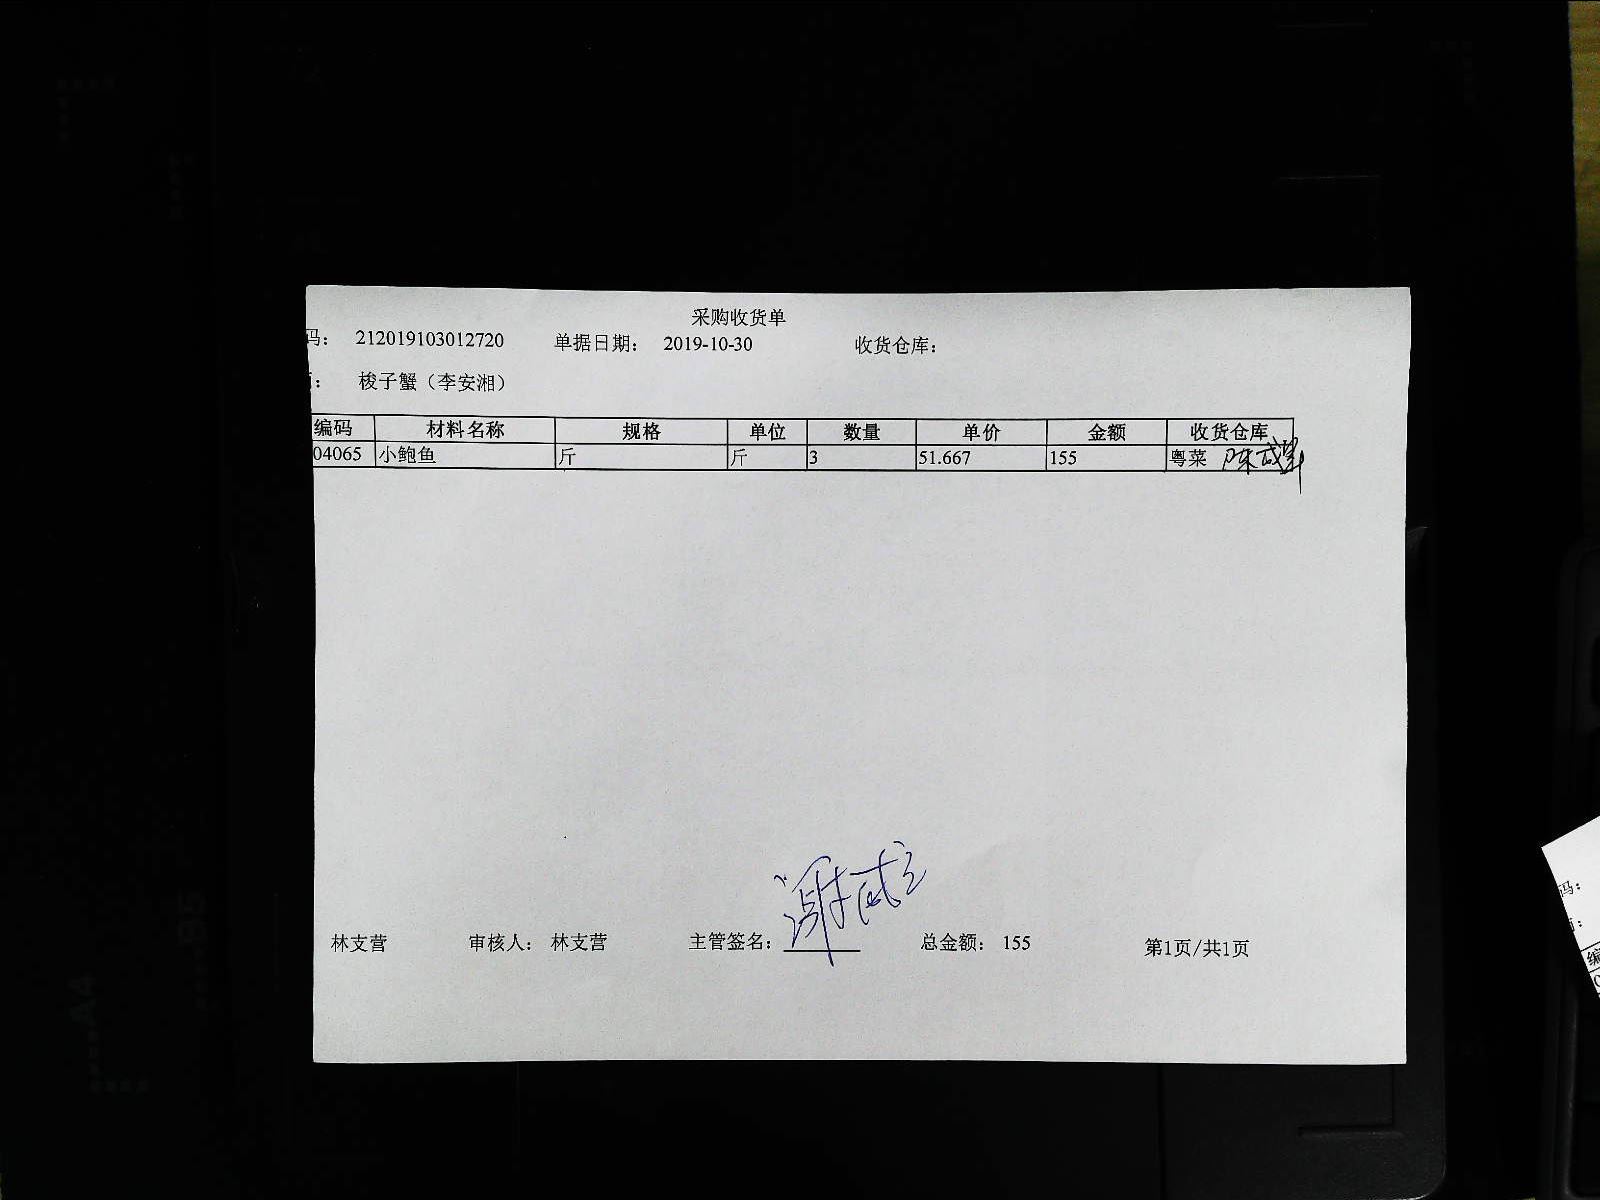 采购收货单
码: 212019103012720 单据日期: 2019-10-30 收货仓库:
: 梭子蟹（李安湘）
编码 材料名称 规格 单位 数量 单价 金额 收货仓库
04065 小鲍鱼 斤 斤 3 51.667 155 粤菜
林支营 审核人: 林支营 主管签名: 总金额: 155 第1页/共1页
码:
:
编